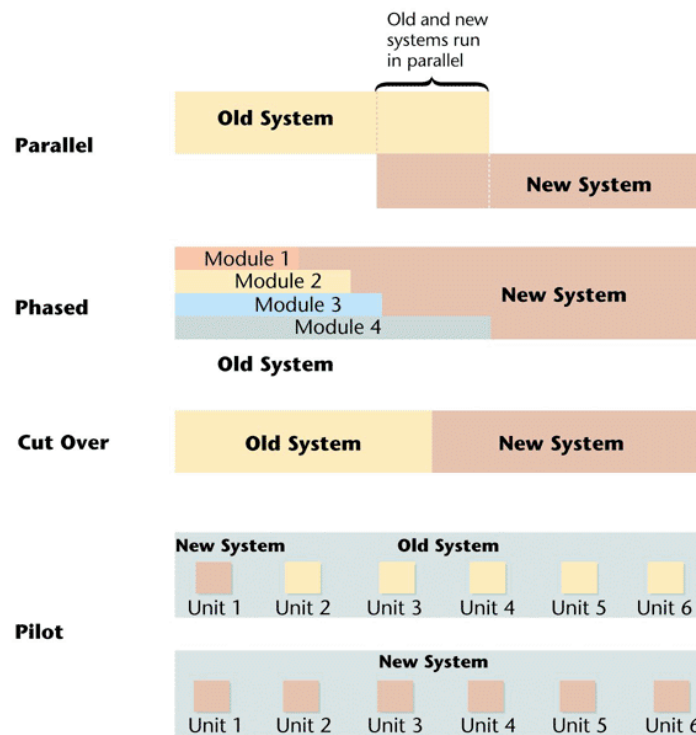 Old and new
systems run
in parallel
Old System
Parallel
New System
Module 1
Module 2
Phased
New System
Module 3
Module 4
Old System
Cut Over
Old System
New System
New System
Old System
Unit 1
Unit 2
Unit 3
Unit 4
Unit 5
Unit 6
Pilot
New System
Unit 1
Unit 2
Unit 3
Unit 4
Unit 5
Unit 6